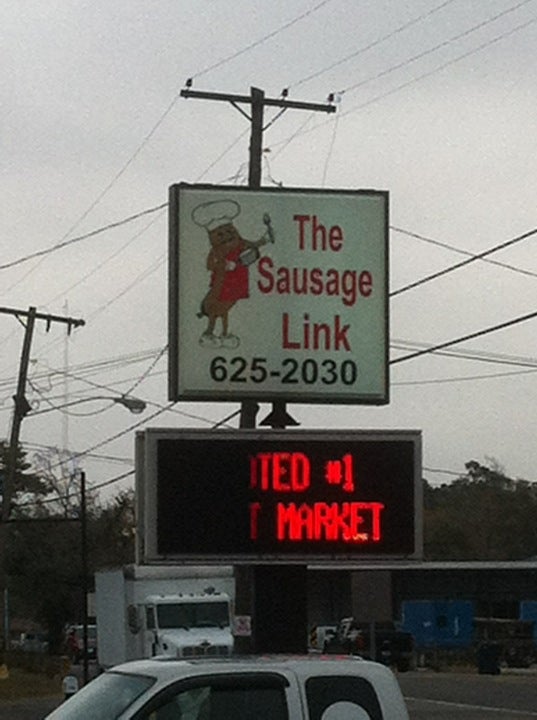 The
Sausage
Link
625-2030
TED #1
MARKET